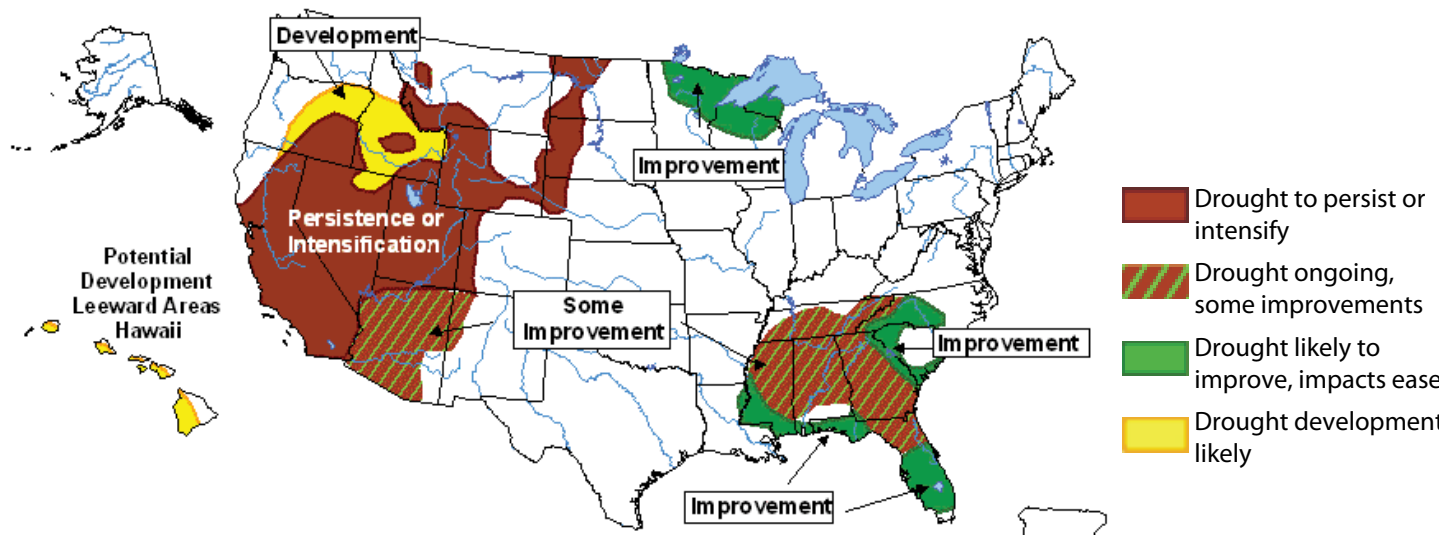 Development
Improvement
Persistence or
Intensification
Potential
Development
Leeward Areas
Hawaii
Some
Improvement
Improvement
Improvement
Drought to persist or
intensify
Drought ongoing,
some improvements
Drought likely to
improve, impacts ease
Drought development
likely